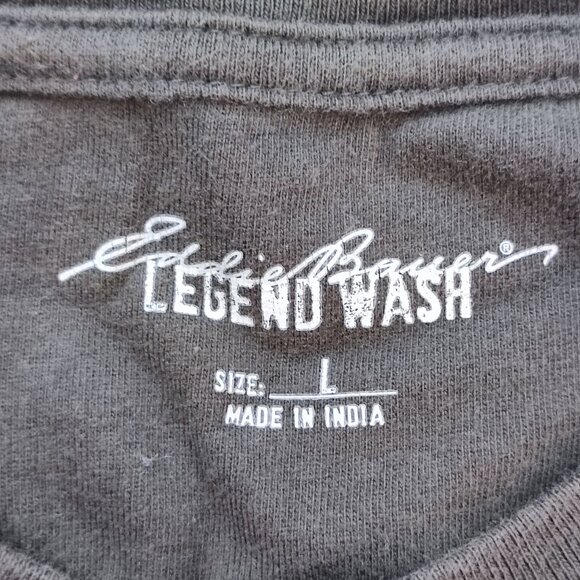 Eddie Bauer®
LEGEND WASH
SIZE: L
MADE IN INDIA